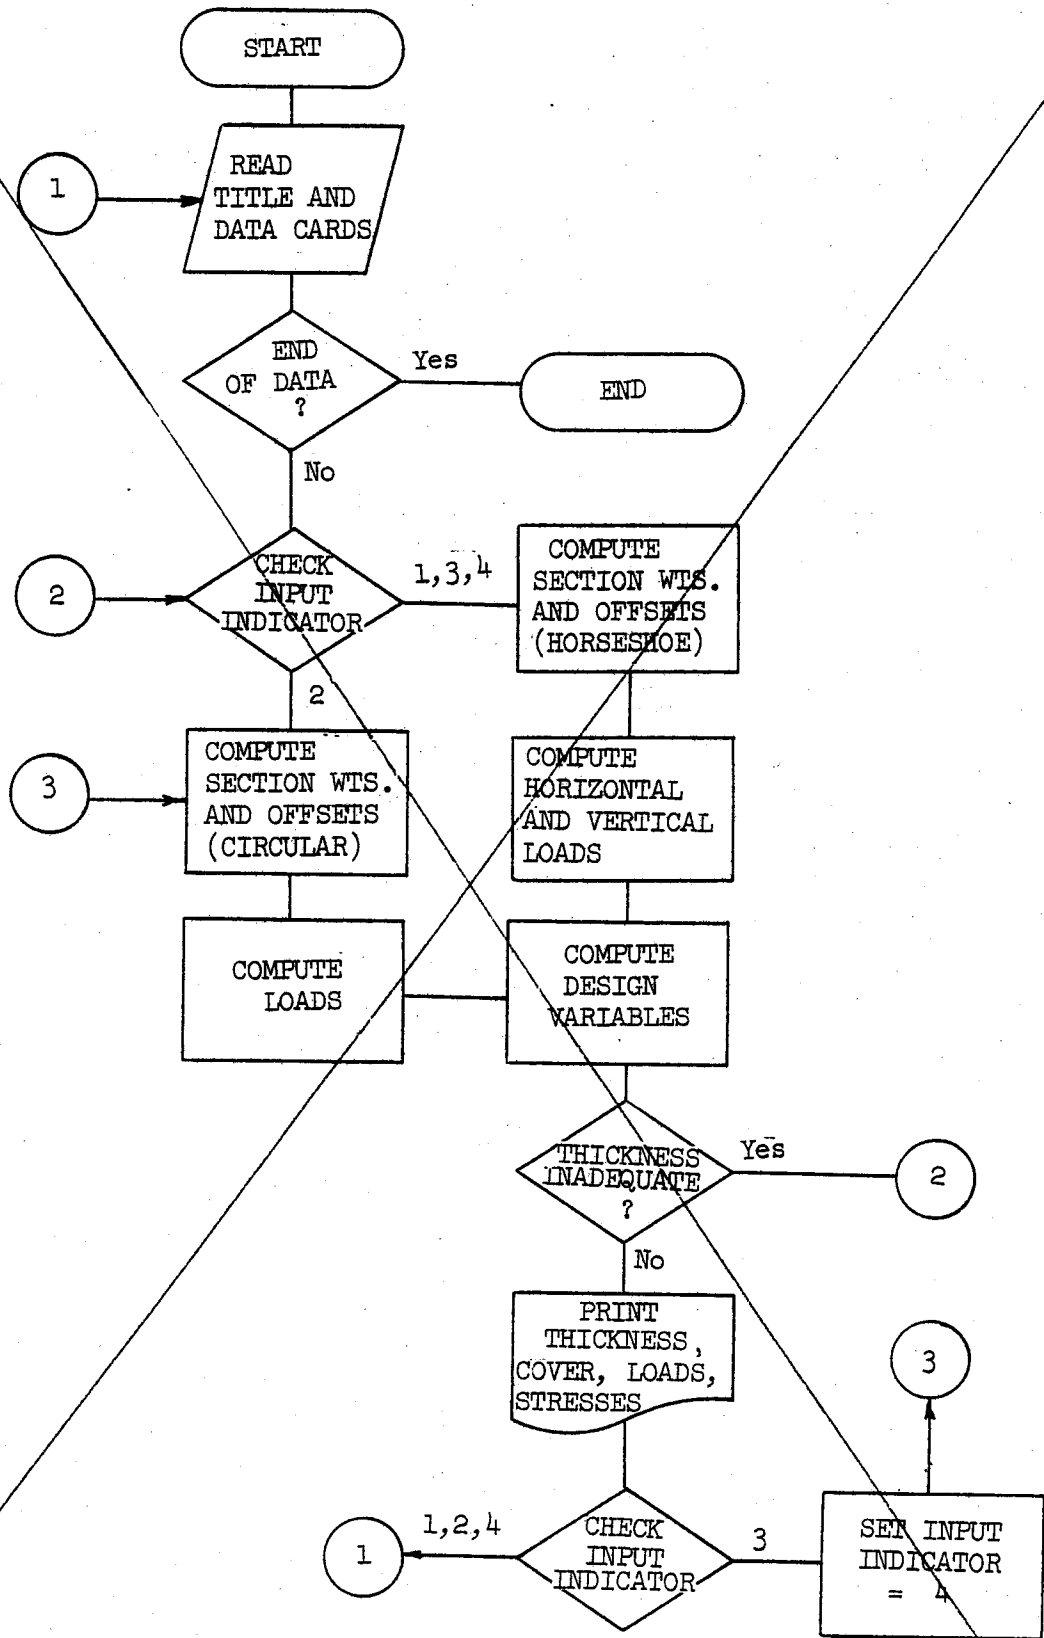 START
1
READ
TITLE AND
DATA CARDS
END
OF DATA
?
Yes
END
No
2
CHECK
INPUT
INDICATOR
1,3,4
COMPUTE
SECTION WTS.
AND OFFSETS
(HORSESHOE)
2
3
COMPUTE
SECTION WTS.
AND OFFSETS
(CIRCULAR)
COMPUTE
HORIZONTAL
AND VERTICAL
LOADS
COMPUTE
LOADS
COMPUTE
DESIGN
VARIABLES
THICKNESS
INADEQUATE
?
Yes
2
No
PRINT
THICKNESS,
COVER, LOADS,
STRESSES
3
1
1,2,4
CHECK
INPUT
INDICATOR
3
SET INPUT
INDICATOR
= 4